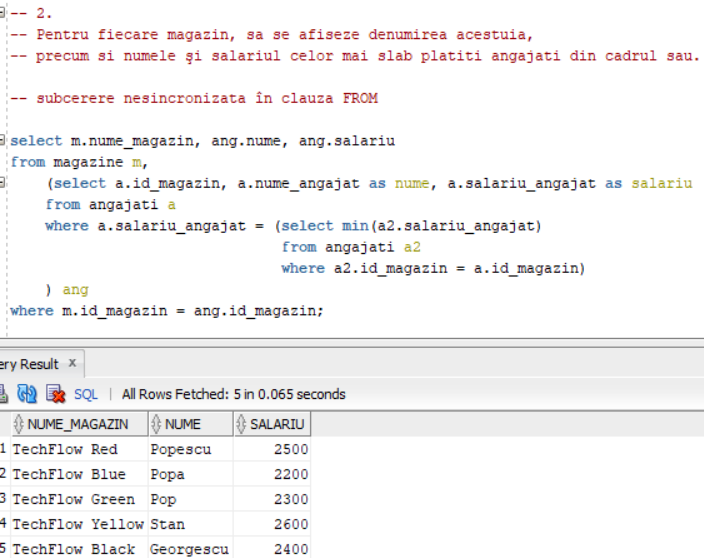 -- 2.
-- Pentru fiecare magazin, sa se afiseze denumirea acestuia,
-- precum si numele şi salariul celor mai slab platiti angajati din cadrul sau.
-- subcerere nesincronizata în clauza FROM
select m.nume_magazin, ang.nume, ang.salariu
from magazine m,
(select a.id_magazin, a.nume_angajat as nume, a.salariu_angajat as salariu
from angajati a
where a.salariu_angajat = (select min(a2.salariu_angajat)
from angajati a2
where a2.id_magazin = a.id_magazin)
) ang
where m.id_magazin = ang.id_magazin;
ery Result x
SQL | All Rows Fetched: 5 in 0.065 seconds
NUME_MAGAZIN NUME SALARIU
1 TechFlow Red Popescu 2500
2 TechFlow Blue Popa 2200
3 TechFlow Green Pop 2300
4 TechFlow Yellow Stan 2600
5 TechFlow Black Georgescu 2400